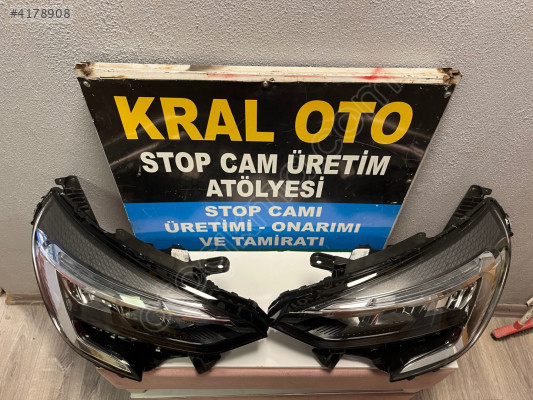 #4178908
KRAL OTO
STOP CAM ÜRETİM
ATÖLYESİ
STOP CAMI
ÜRETİMİ - ONARIMI
VE TAMİRATI